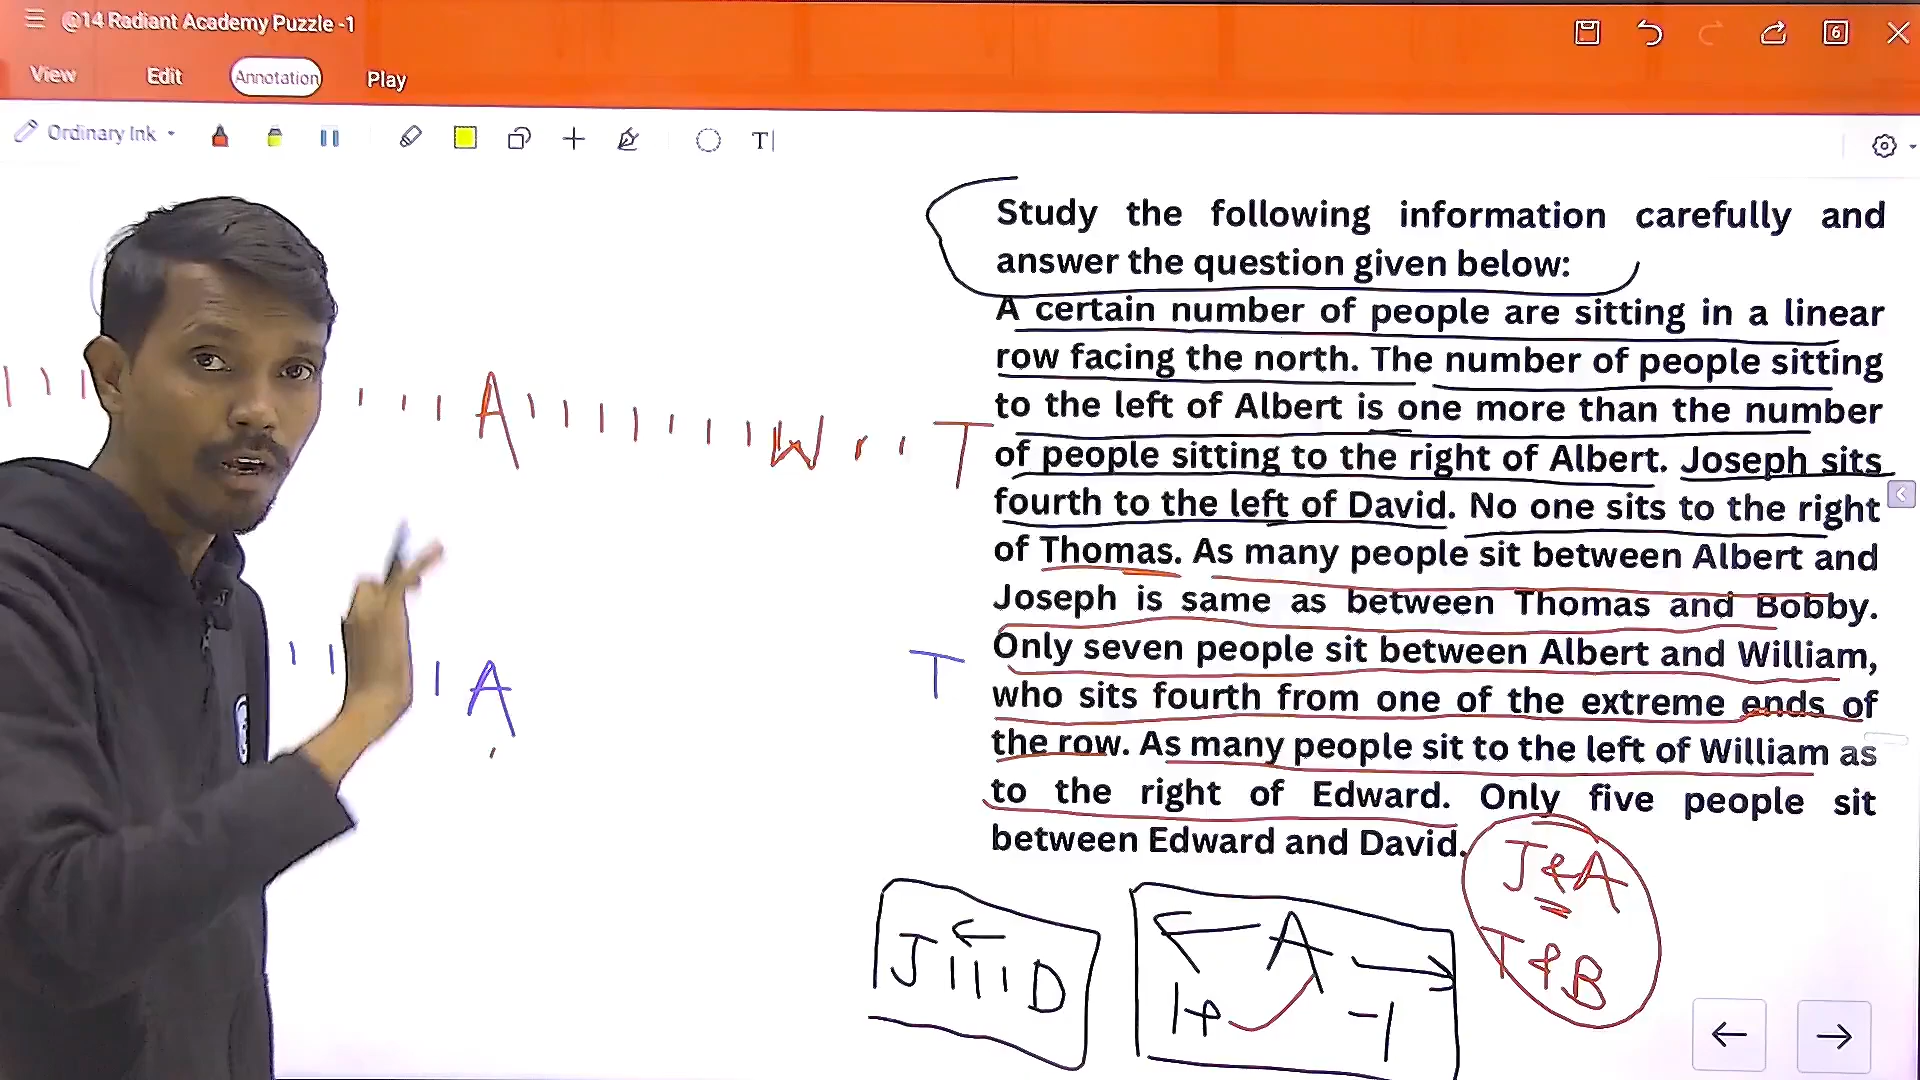 @14 Radiant Academy Puzzle -1
View Edit Annotation Play
Ordinary Ink
T|
6
Study the following information carefully and
answer the question given below:
A certain number of people are sitting in a linear
row facing the north. The number of people sitting
to the left of Albert is one more than the number
of people sitting to the right of Albert. Joseph sits
fourth to the left of David. No one sits to the right
of Thomas. As many people sit between Albert and
Joseph is same as between Thomas and Bobby.
Only seven people sit between Albert and William,
who sits fourth from one of the extreme ends of
the row. As many people sit to the left of William as
to the right of Edward. Only five people sit
between Edward and David.
A W T
A T
J D
A
1+ -1
J & A
T & B